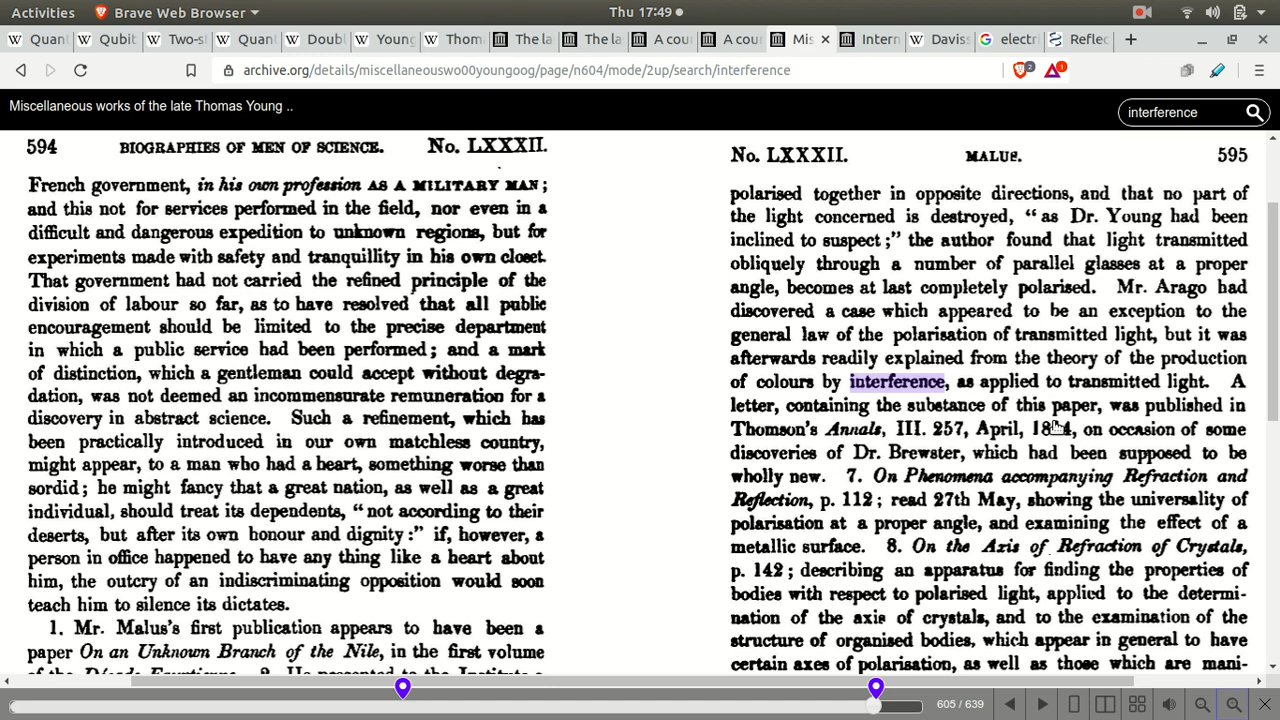 Activities
Brave Web Browser
Thu 17:49
Quant
Qubit
Two-s
Quant
Doubl
Young
Thom
The la
The la
A cour
A cour
Mis
Intern
Daviss
electri
Reflec
archive.org/details/miscellaneouswo00youngoog/page/n604/mode/2up/search/interference
2
1
Miscellaneous works of the late Thomas Young ..
interference
594 BIOGRAPHIES OF MEN OF SCIENCE. No. LXXXII.
French government, in his own profession AS A MILITARY MAN;
and this not for services performed in the field, nor even in a
difficult and dangerous expedition to unknown regions, but for
experiments made with safety and tranquillity in his own closet.
That government had not carried the refined principle of the
division of labour so far, as to have resolved that all public
encouragement should be limited to the precise department
in which a public service had been performed; and a mark
of distinction, which a gentleman could accept without degra-
dation, was not deemed an incommensurate remuneration for a
discovery in abstract science. Such a refinement, which has
been practically introduced in our own matchless country,
might appear, to a man who had a heart, something worse than
sordid; he might fancy that a great nation, as well as a great
individual, should treat its dependents, "not according to their
deserts, but after its own honour and dignity:" if, however, a
person in office happened to have any thing like a heart about
him, the outcry of an indiscriminating opposition would soon
teach him to silence its dictates.
1. Mr. Malus's first publication appears to have been a
paper On an Unknown Branch of the Nile, in the first volume
No. LXXXII. MALUS. 595
polarised together in opposite directions, and that no part of
the light concerned is destroyed, "as Dr. Young had been
inclined to suspect;" the author found that light transmitted
obliquely through a number of parallel glasses at a proper
angle, becomes at last completely polarised. Mr. Arago had
discovered a case which appeared to be an exception to the
general law of the polarisation of transmitted light, but it was
afterwards readily explained from the theory of the production
of colours by interference, as applied to transmitted light. A
letter, containing the substance of this paper, was published in
Thomson's Annals, III. 257, April, on occasion of some
discoveries of Dr. Brewster, which had been supposed to be
wholly new. 7. On Phenomena accompanying Refraction and
Reflection, p. 112; read 27th May, showing the universality of
polarisation at a proper angle, and examining the effect of a
metallic surface. 8. On the Axis of Refraction of Crystals,
p. 142; describing an apparatus for finding the properties of
bodies with respect to polarised light, applied to the determi-
nation of the axis of crystals, and to the examination of the
structure of organised bodies, which appear in general to have
certain axes of polarisation, as well as those which are mani-
605 / 639